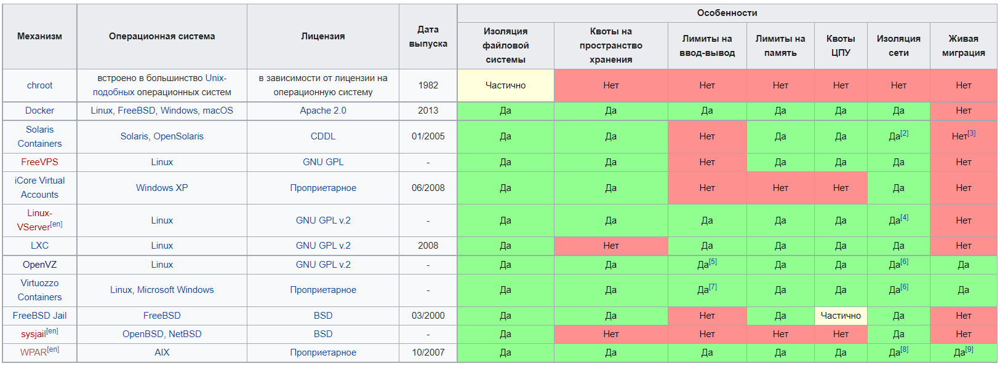 Механизм	Операционная система	Лицензия	Дата выпуска	Особенности
Изоляция файловой системы	Квоты на пространство хранения	Лимиты на ввод-вывод	Лимиты на память	Квоты ЦПУ	Изоляция сети	Живая миграция
chroot	встроено в большинство Unix-подобных операционных систем	в зависимости от лицензии на операционную систему	1982	Частично	Нет	Нет	Нет	Нет	Нет	Нет
Docker	Linux, FreeBSD, Windows, macOS	Apache 2.0	2013	Да	Да	Да	Да	Да	Да	Нет
Solaris Containers	Solaris, OpenSolaris	CDDL	01/2005	Да	Да	Нет	Да	Да	Да[2]	Нет[3]
FreeVPS	Linux	GNU GPL	-	Да	Да	Нет	Да	Да	Да	Нет
iCore Virtual Accounts	Windows XP	Проприетарное	06/2008	Да	Да	Нет	Нет	Нет	Да	Нет
Linux-VServer[en]	Linux	GNU GPL v.2	-	Да	Да	Да	Да	Да	Да[4]	Нет
LXC	Linux	GNU GPL v.2	2008	Да	Нет	Да	Да	Да	Да	Нет
OpenVZ	Linux	GNU GPL v.2	-	Да	Да	Да[5]	Да	Да	Да[6]	Да
Virtuozzo Containers	Linux, Microsoft Windows	Проприетарное	-	Да	Да	Да[7]	Да	Да	Да[6]	Да
FreeBSD Jail	FreeBSD	BSD	03/2000	Да	Да	Нет	Да	Частично	Да	Нет
sysjail[en]	OpenBSD, NetBSD	BSD	-	Да	Нет	Нет	Нет	Нет	Да	Нет
WPAR[en]	AIX	Проприетарное	10/2007	Да	Да	Да	Да	Да	Да[8]	Да[9]